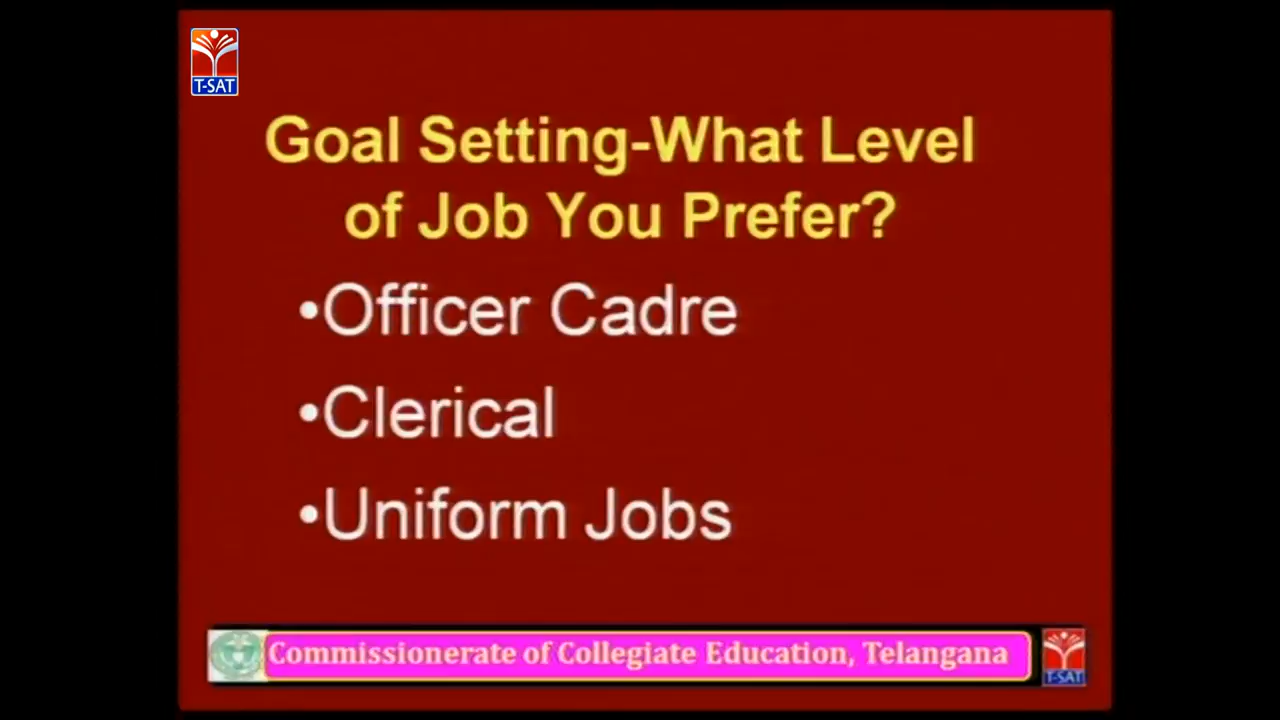 T-SAT
Goal Setting-What Level
of Job You Prefer?
•Officer Cadre
•Clerical
•Uniform Jobs
Commissionerate of Collegiate Education, Telangana
T-SAT